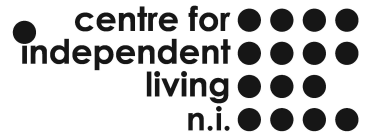 centre for
independent
living
n.i.